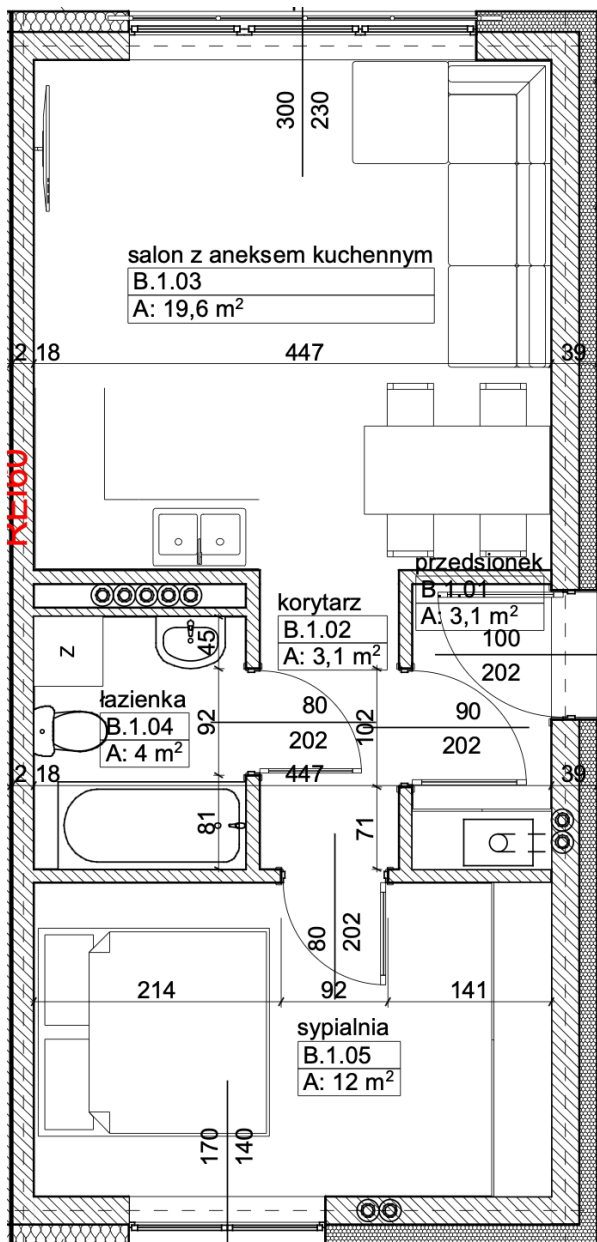 300
230
salon z aneksem kuchennym
B.1.03
A: 19,6 m²
2 18 447 39
REI60
przedsionek
B.1.01
A: 3,1 m²
korytarz
B.1.02
A: 3,1 m²
100
202
45
z
łazienka
B.1.04
A: 4 m²
92
80
202
102
90
202
2 18 447 39
81
71
80
202
214 92 141
sypialnia
B.1.05
A: 12 m²
170
140